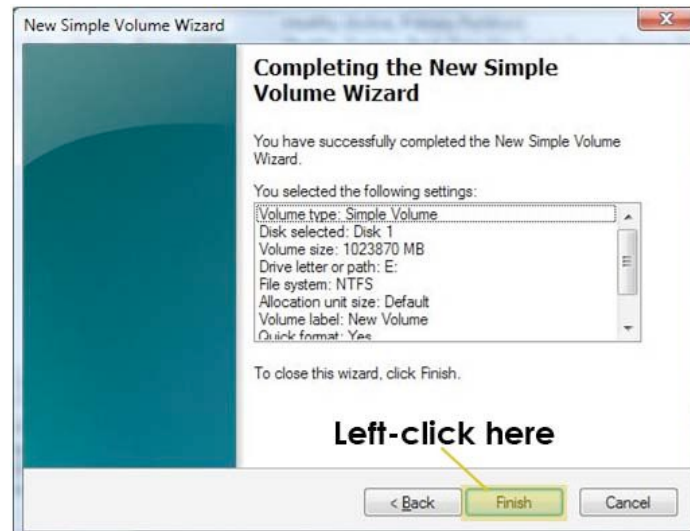 New Simple Volume Wizard
Completing the New Simple
Volume Wizard
You have successfully completed the New Simple Volume
Wizard.
You selected the following settings:
Volume type: Simple Volume
Disk selected: Disk 1
Volume size: 1023870 MB
Drive letter or path: E:
File system: NTFS
Allocation unit size: Default
Volume label: New Volume
Quick format: Yes
To close this wizard, click Finish.
Left-click here
< Back
Finish
Cancel